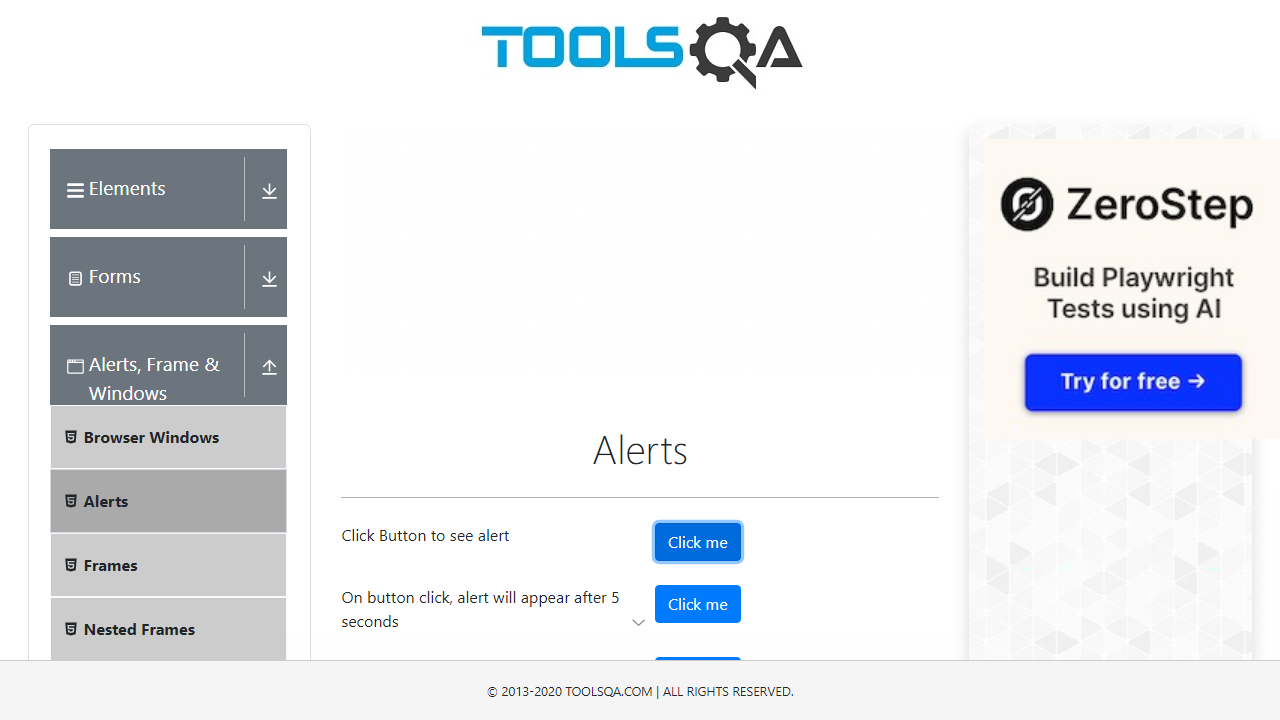 TOOLSQA
Elements
Forms
Alerts, Frame &
Windows
Browser Windows
Alerts
Frames
Nested Frames
Alerts
Click Button to see alert
Click me
On button click, alert will appear after 5
seconds
Click me
ZeroStep
Build Playwright
Tests using AI
Try for free →
© 2013-2020 TOOLSQA.COM | ALL RIGHTS RESERVED.